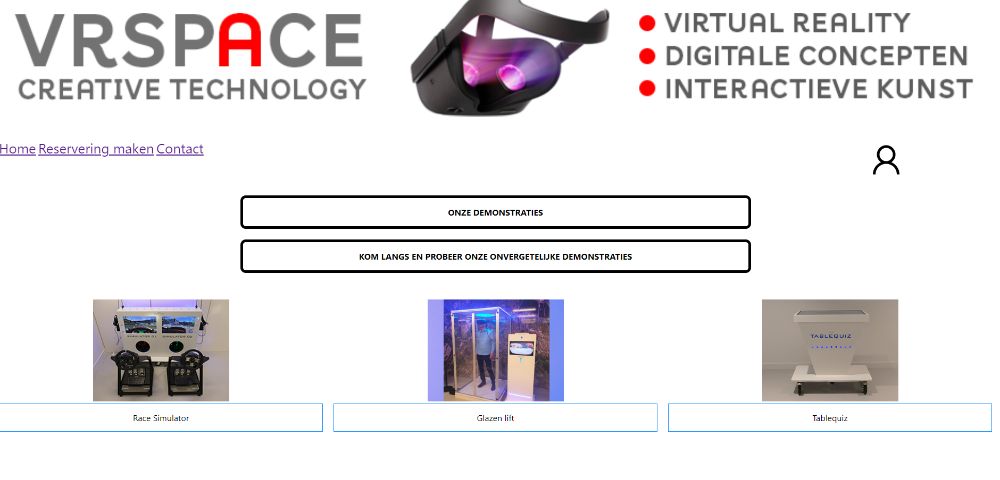 VRSPACE
CREATIVE TECHNOLOGY
VIRTUAL REALITY
DIGITALE CONCEPTEN
INTERACTIEVE KUNST
Home Reservering maken Contact
ONZE DEMONSTRATIES
KOM LANGS EN PROBEER ONZE ONVERGETELIJKE DEMONSTRATIES
TABLEQUIZ
Race Simulator
Glazen lift
Tablequiz